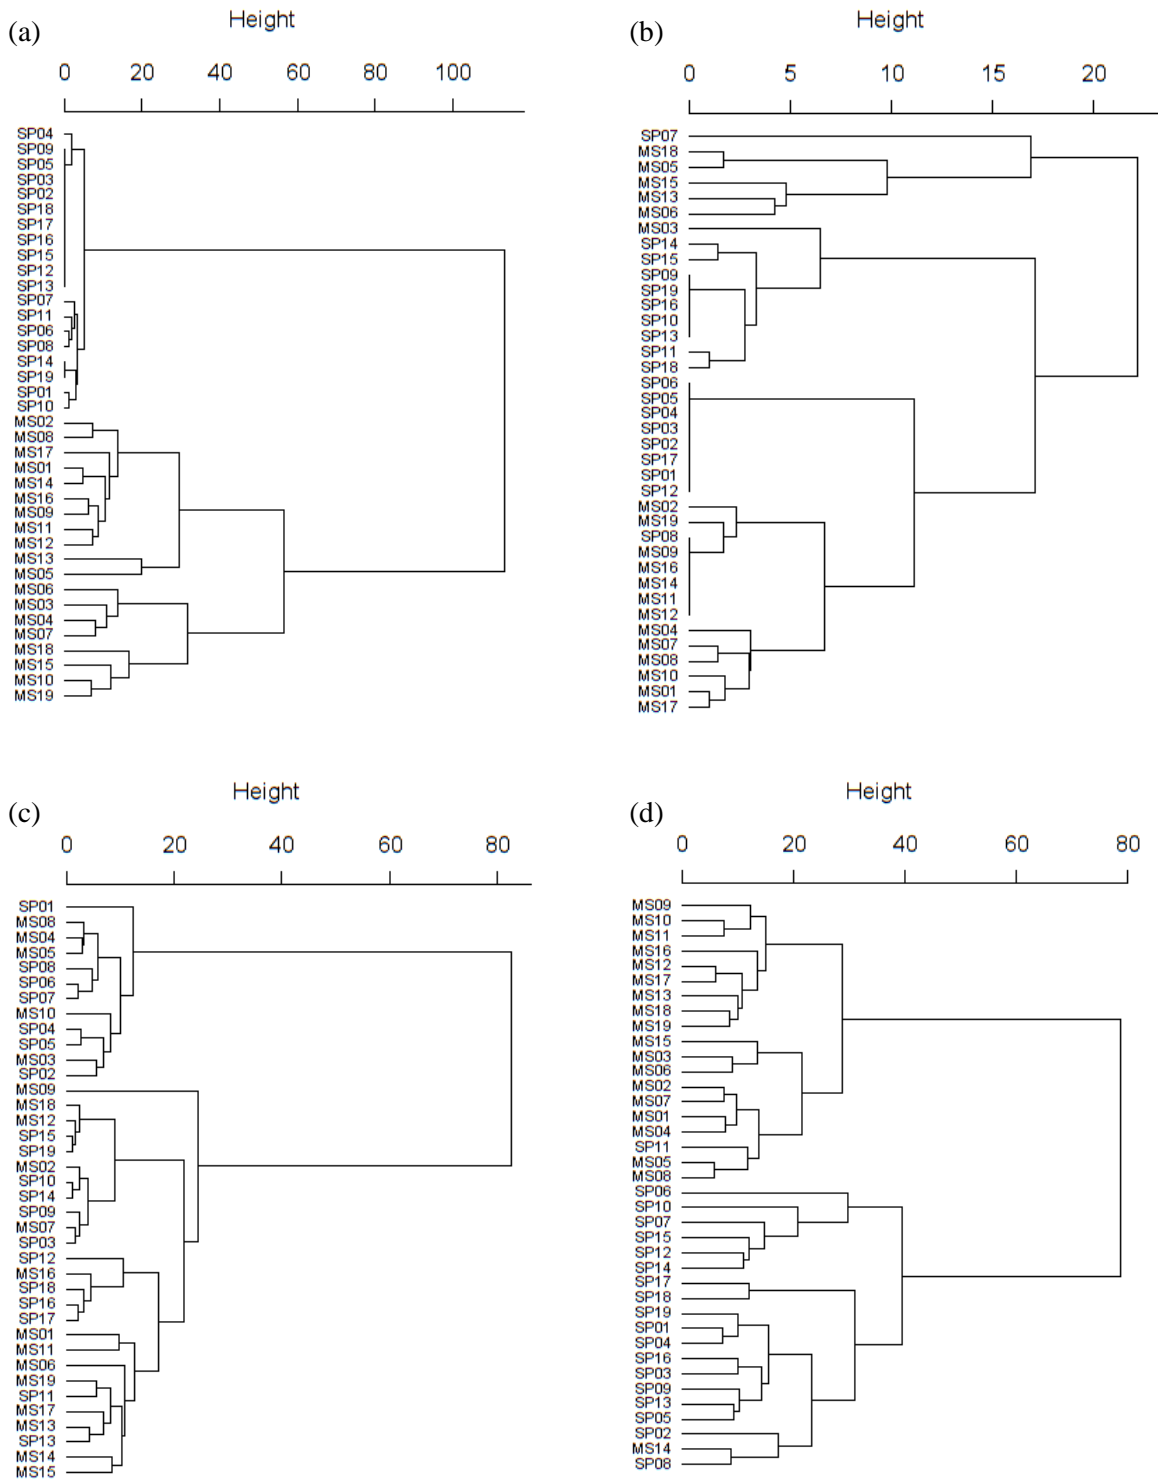 (a)
Height
0 20 40 60 80 100
SP04
SP09
SP05
SP03
SP02
SP18
SP17
SP16
SP15
SP12
SP13
SP07
SP11
SP06
SP08
SP14
SP19
SP01
SP10
MS02
MS08
MS17
MS01
MS14
MS16
MS09
MS11
MS12
MS13
MS05
MS06
MS03
MS04
MS07
MS18
MS15
MS10
MS19
(b)
Height
0 5 10 15 20
SP07
MS18
MS05
MS15
MS13
MS06
MS03
SP14
SP15
SP09
SP19
SP16
SP10
SP13
SP11
SP18
SP06
SP05
SP04
SP03
SP02
SP17
SP01
SP12
MS02
MS19
SP08
MS09
MS16
MS14
MS11
MS12
MS04
MS07
MS08
MS10
MS01
MS17
(c)
Height
0 20 40 60 80
SP01
MS08
MS04
MS05
SP08
SP06
SP07
MS10
SP04
SP05
MS03
SP02
MS09
MS18
MS12
SP15
SP19
MS02
SP10
SP14
SP09
MS07
SP03
SP12
MS16
SP18
SP16
SP17
MS01
MS11
MS06
MS19
SP11
MS17
MS13
SP13
MS14
MS15
(d)
Height
0 20 40 60 80
MS09
MS10
MS11
MS16
MS12
MS17
MS13
MS18
MS19
MS15
MS03
MS06
MS02
MS07
MS01
MS04
SP11
MS05
MS08
SP06
SP10
SP07
SP15
SP12
SP14
SP17
SP18
SP19
SP01
SP04
SP16
SP03
SP09
SP13
SP05
SP02
MS14
SP08